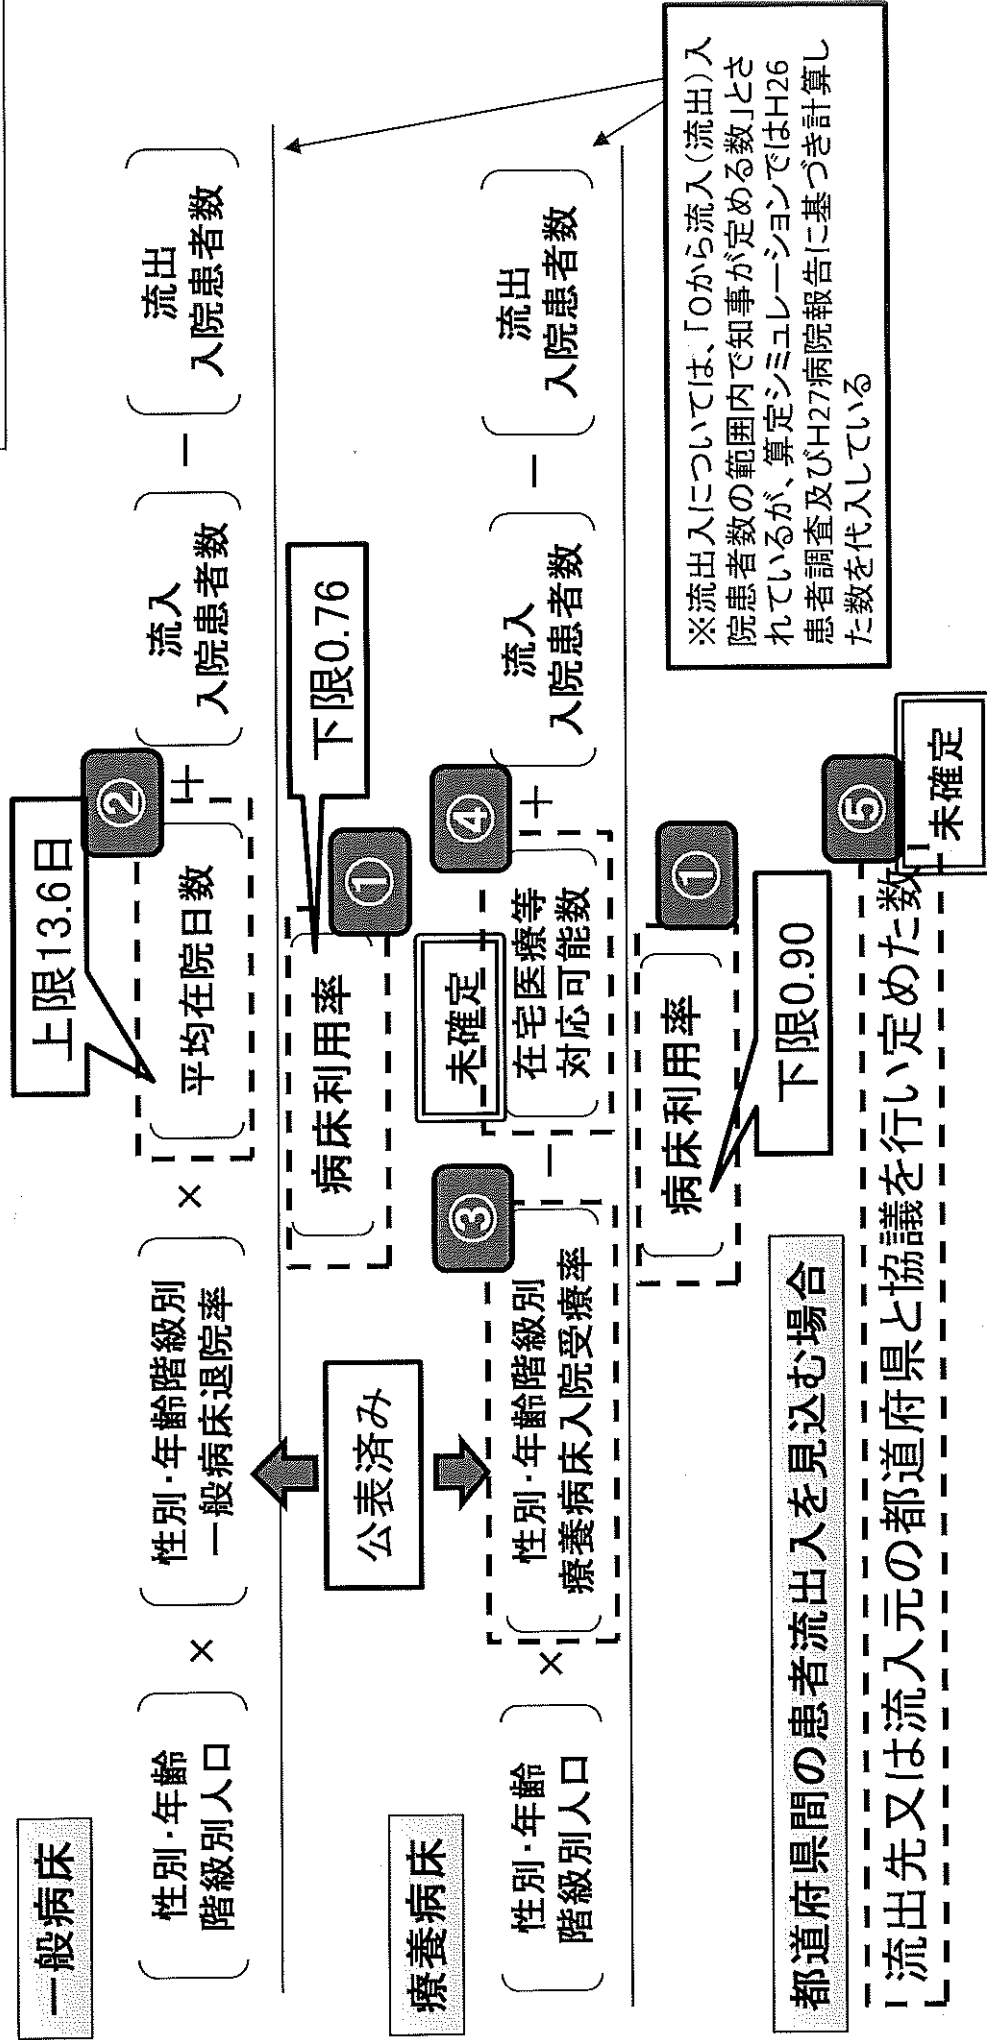 一般病床
性別・年齢
階級別人口
×
性別・年齢階級別
一般病床退院率
×
平均在院日数
上限13.6日
②
＋
流入
入院患者数
－
流出
入院患者数
病床利用率
①
下限0.76
公表済み
療養病床
性別・年齢
階級別人口
×
性別・年齢階級別
療養病床入院受療率
③
－
在宅医療等
対応可能数
未確定
④
＋
流入
入院患者数
－
流出
入院患者数
病床利用率
①
下限0.90
※流出入については、「0から流入（流出）入
院患者数の範囲内で知事が定める数」とさ
れているが、算定シミュレーションではH26
患者調査及びH27病院報告に基づき計算し
た数を代入している
都道府県間の患者流出入を見込む場合
流出先又は流入元の都道府県と協議を行い定めた数
⑤
未確定